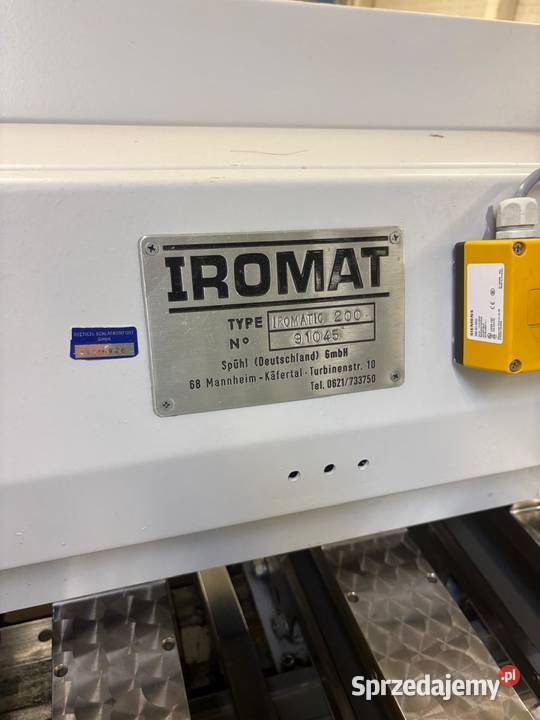 IROMAT
TYPE IROMATIC 200
Nº 91045
Spühl (Deutschland) GmbH
68 Mannheim-Käfertal·Turbinenstr. 10
Tel. 0621/733750
SIEMENS
Sprzedajemy.pl